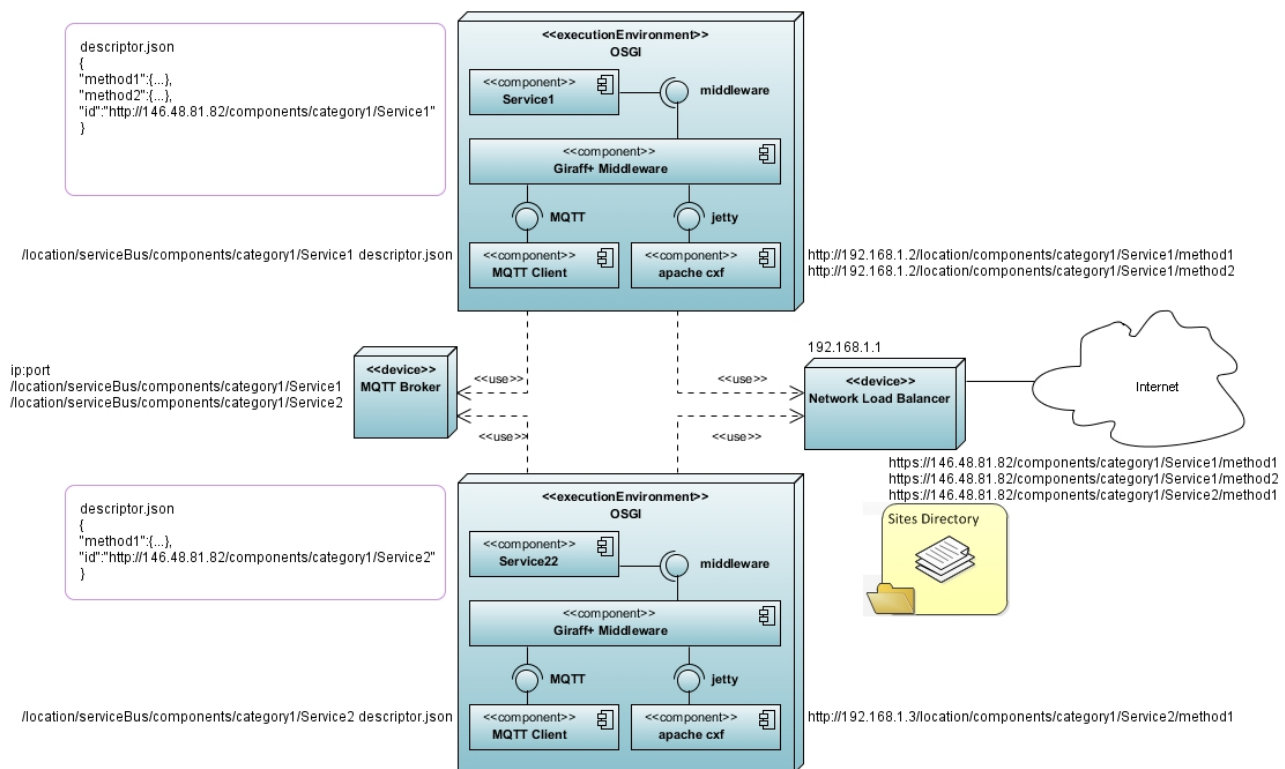 descriptor.json
{
"method1":{...},
"method2":{...},
"id":"http://146.48.81.82/components/category1/Service1"
}
<<executionEnvironment>>
OSGI
<<component>>
Service1
middleware
<<component>>
Giraff+ Middleware
MQTT
jetty
/location/serviceBus/components/category1/Service1 descriptor.json
<<component>>
MQTT Client
<<component>>
apache cxf
http://192.168.1.2/location/components/category1/Service1/method1
http://192.168.1.2/location/components/category1/Service1/method2
ip:port
/location/serviceBus/components/category1/Service1
/location/serviceBus/components/category1/Service2
<<device>>
MQTT Broker
<<use>>
<<use>>
<<use>>
<<use>>
192.168.1.1
<<device>>
Network Load Balancer
Internet
https://146.48.81.82/components/category1/Service1/method1
https://146.48.81.82/components/category1/Service1/method2
https://146.48.81.82/components/category1/Service2/method1
Sites Directory
descriptor.json
{
"method1":{...},
"id":"http://146.48.81.82/components/category1/Service2"
}
<<executionEnvironment>>
OSGI
<<component>>
Service22
middleware
<<component>>
Giraff+ Middleware
MQTT
jetty
/location/serviceBus/components/category1/Service2 descriptor.json
<<component>>
MQTT Client
<<component>>
apache cxf
http://192.168.1.3/location/components/category1/Service2/method1